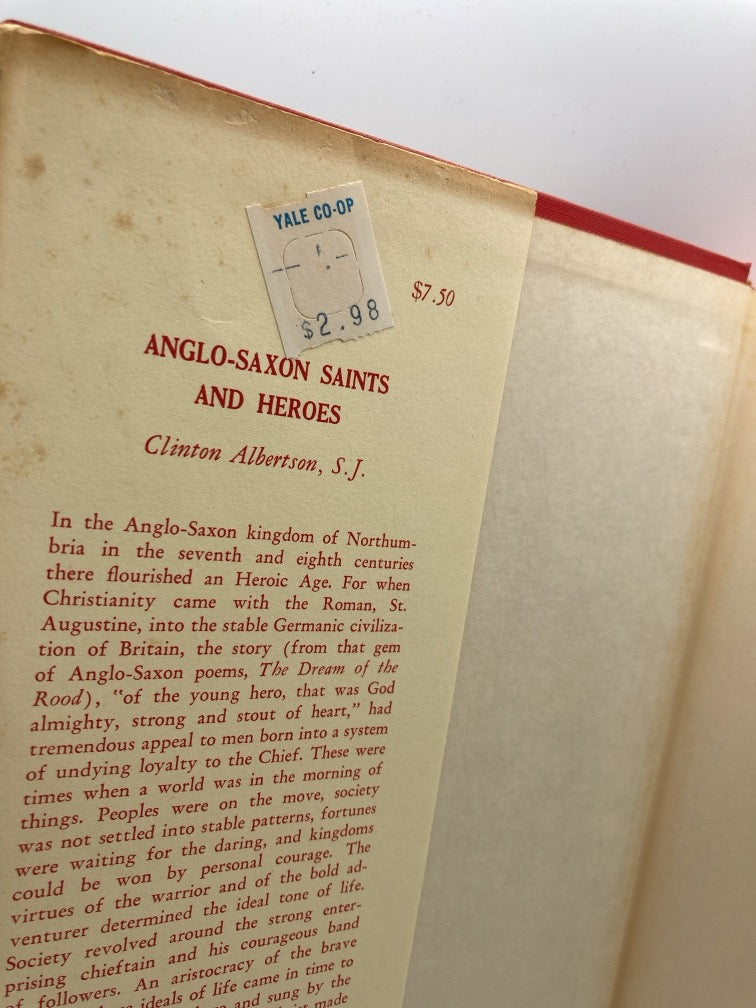 YALE CO-OP
$2.98
$7.50
ANGLO-SAXON SAINTS
AND HEROES
Clinton Albertson, S.J.
In the Anglo-Saxon kingdom of Northum-
bria in the seventh and eighth centuries
there flourished an Heroic Age. For when
Christianity came with the Roman, St.
Augustine, into the stable Germanic civiliza-
tion of Britain, the story (from that gem
of Anglo-Saxon poems, The Dream of the
Rood), "of the young hero, that was God
almighty, strong and stout of heart," had
tremendous appeal to men born into a system
of undying loyalty to the Chief. These were
times when a world was in the morning of
things. Peoples were on the move, society
was not settled into stable patterns, fortunes
were waiting for the daring, and kingdoms
could be won by personal courage. The
virtues of the warrior and of the bold ad-
venturer determined the ideal tone of life.
Society revolved around the strong enter-
prising chieftain and his courageous band
of followers. An aristocracy of the brave
ideals of life came in time to
and sung by the
made